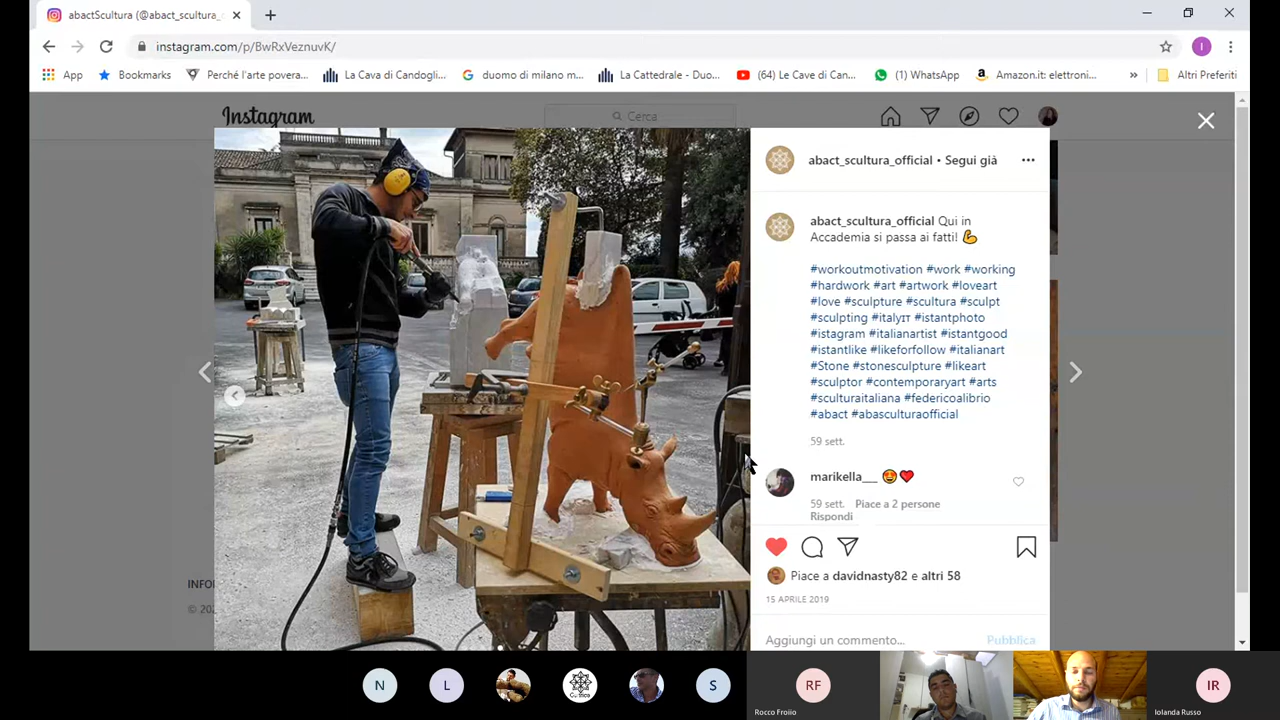 abactScultura (@abact_scultura_
instagram.com/p/BwRxVeznuvK/
I
App
Bookmarks
Perché l'arte povera...
La Cava di Candogli...
duomo di milano m...
La Cattedrale - Duo...
(64) Le Cave di Can...
(1) WhatsApp
Amazon.it: elettroni...
»
Altri Preferiti
Instagram
Cerca
abact_scultura_official • Segui già
abact_scultura_official Qui in
Accademia si passa ai fatti! 💪
#workoutmotivation #work #working
#hardwork #art #artwork #loveart
#love #sculpture #scultura #sculpt
#sculpting #italyıт #istantphoto
#istagram #italianartist #istantgood
#istantlike #likeforfollow #italianart
#Stone #stonesculpture #likeart
#sculptor #contemporaryart #arts
#sculturaitaliana #federicoalibrio
#abact #abasculturaofficial
59 sett.
marikella___ 🤩❤️
59 sett. Piace a 2 persone
Rispondi
Piace a davidnasty82 e altri 58
15 APRILE 2019
Aggiungi un commento...
Pubblica
INFO
© 20
N
L
S
RF
Rocco Froiio
IR
Iolanda Russo